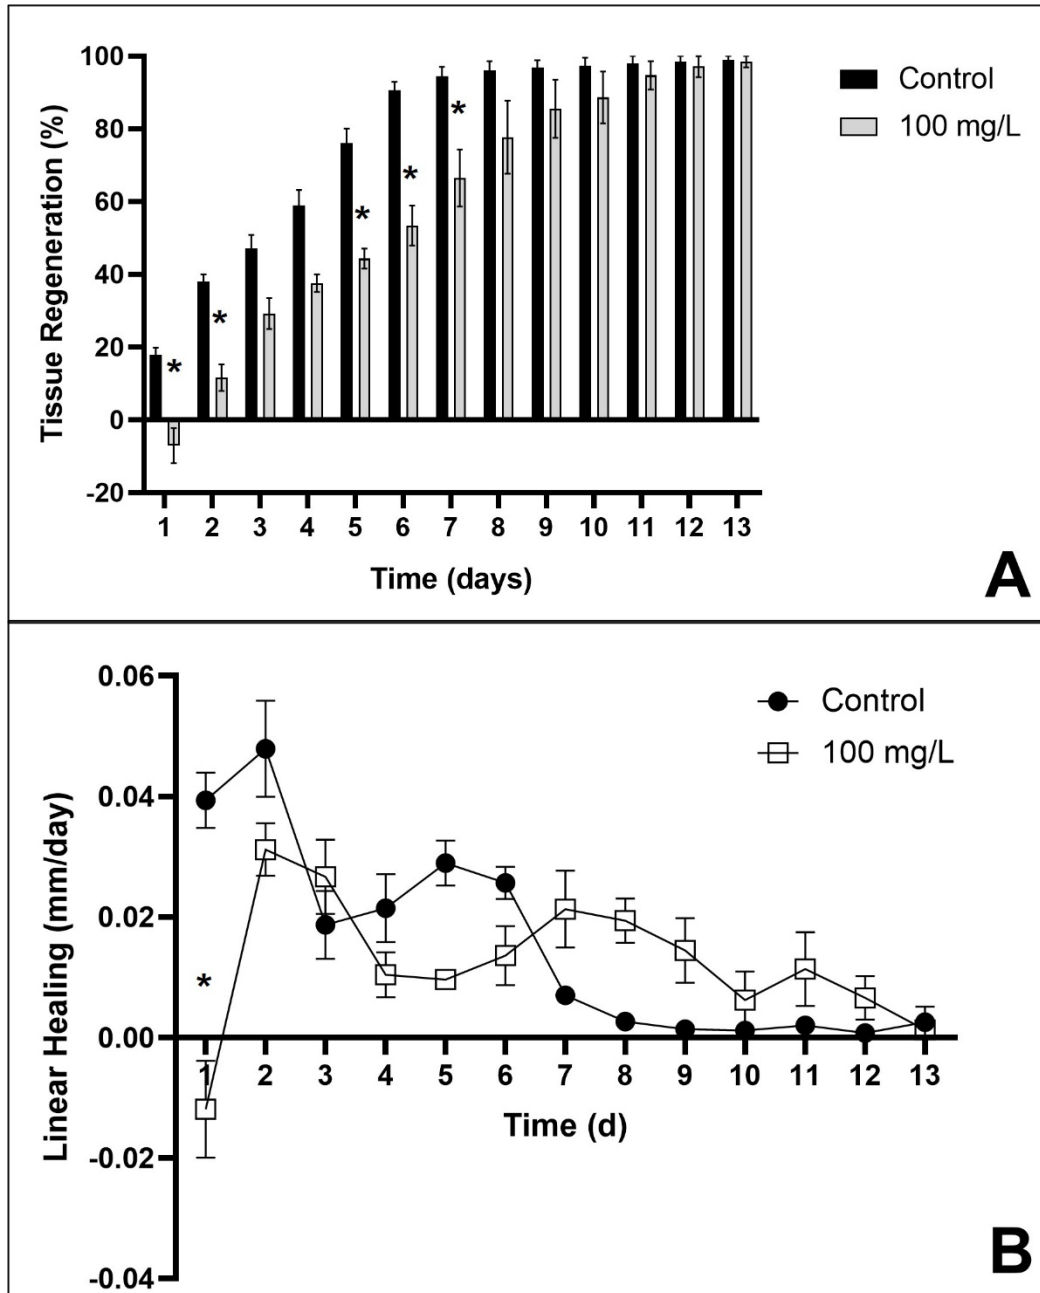 100
80
60
40
20
0
-20
Tissue Regeneration (%)
Control
100 mg/L
*
*
*
*
*
1 2 3 4 5 6 7 8 9 10 11 12 13
Time (days)
A
0.06
0.04
0.02
0.00
-0.02
-0.04
Linear Healing (mm/day)
Control
100 mg/L
*
1 2 3 4 5 6 7 8 9 10 11 12 13
Time (d)
B